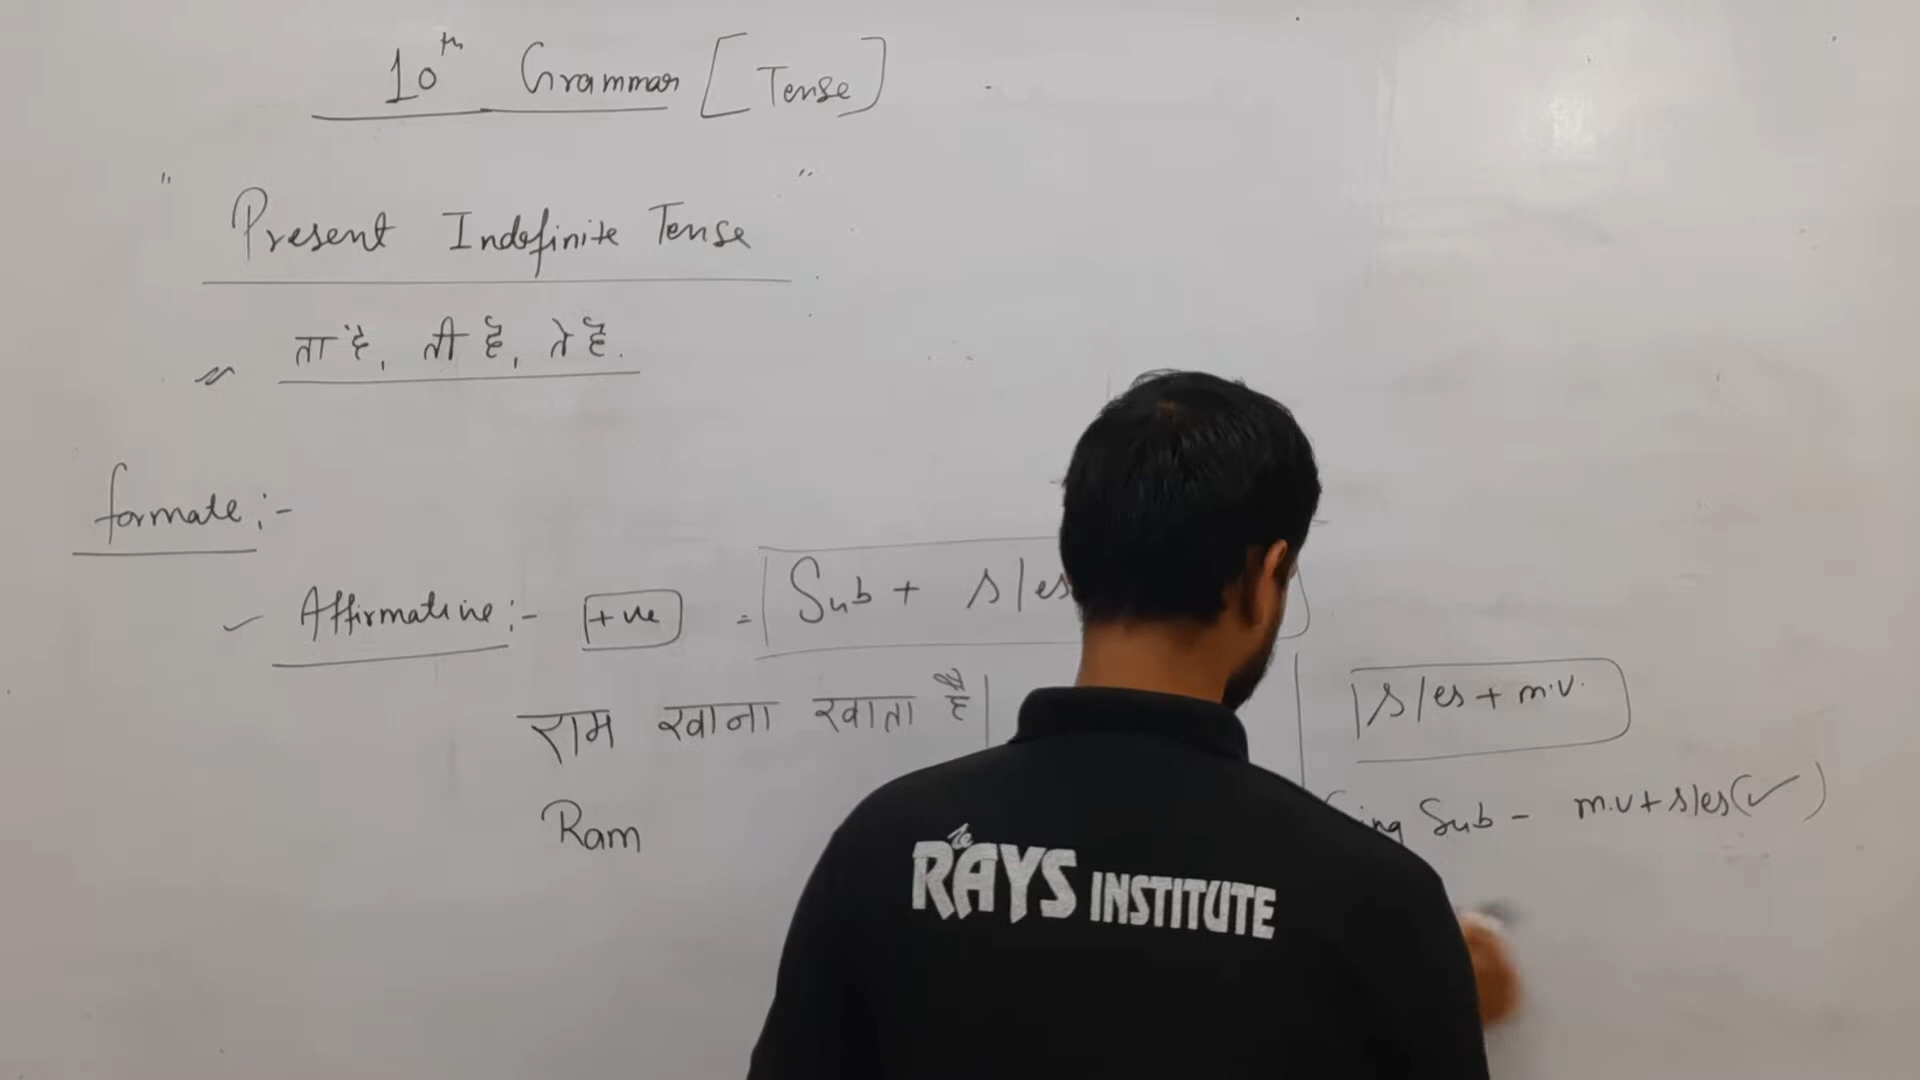 10th Grammar [Tense]
"Present Indefinite Tense"
ता है, ती है, ते है.
formate :-
Affirmative :- +ve = Sub + s/es
राम खाना खाता है
s/es + m.v.
Sub - m.v + s/es (✓)
Ram
RAYS INSTITUTE